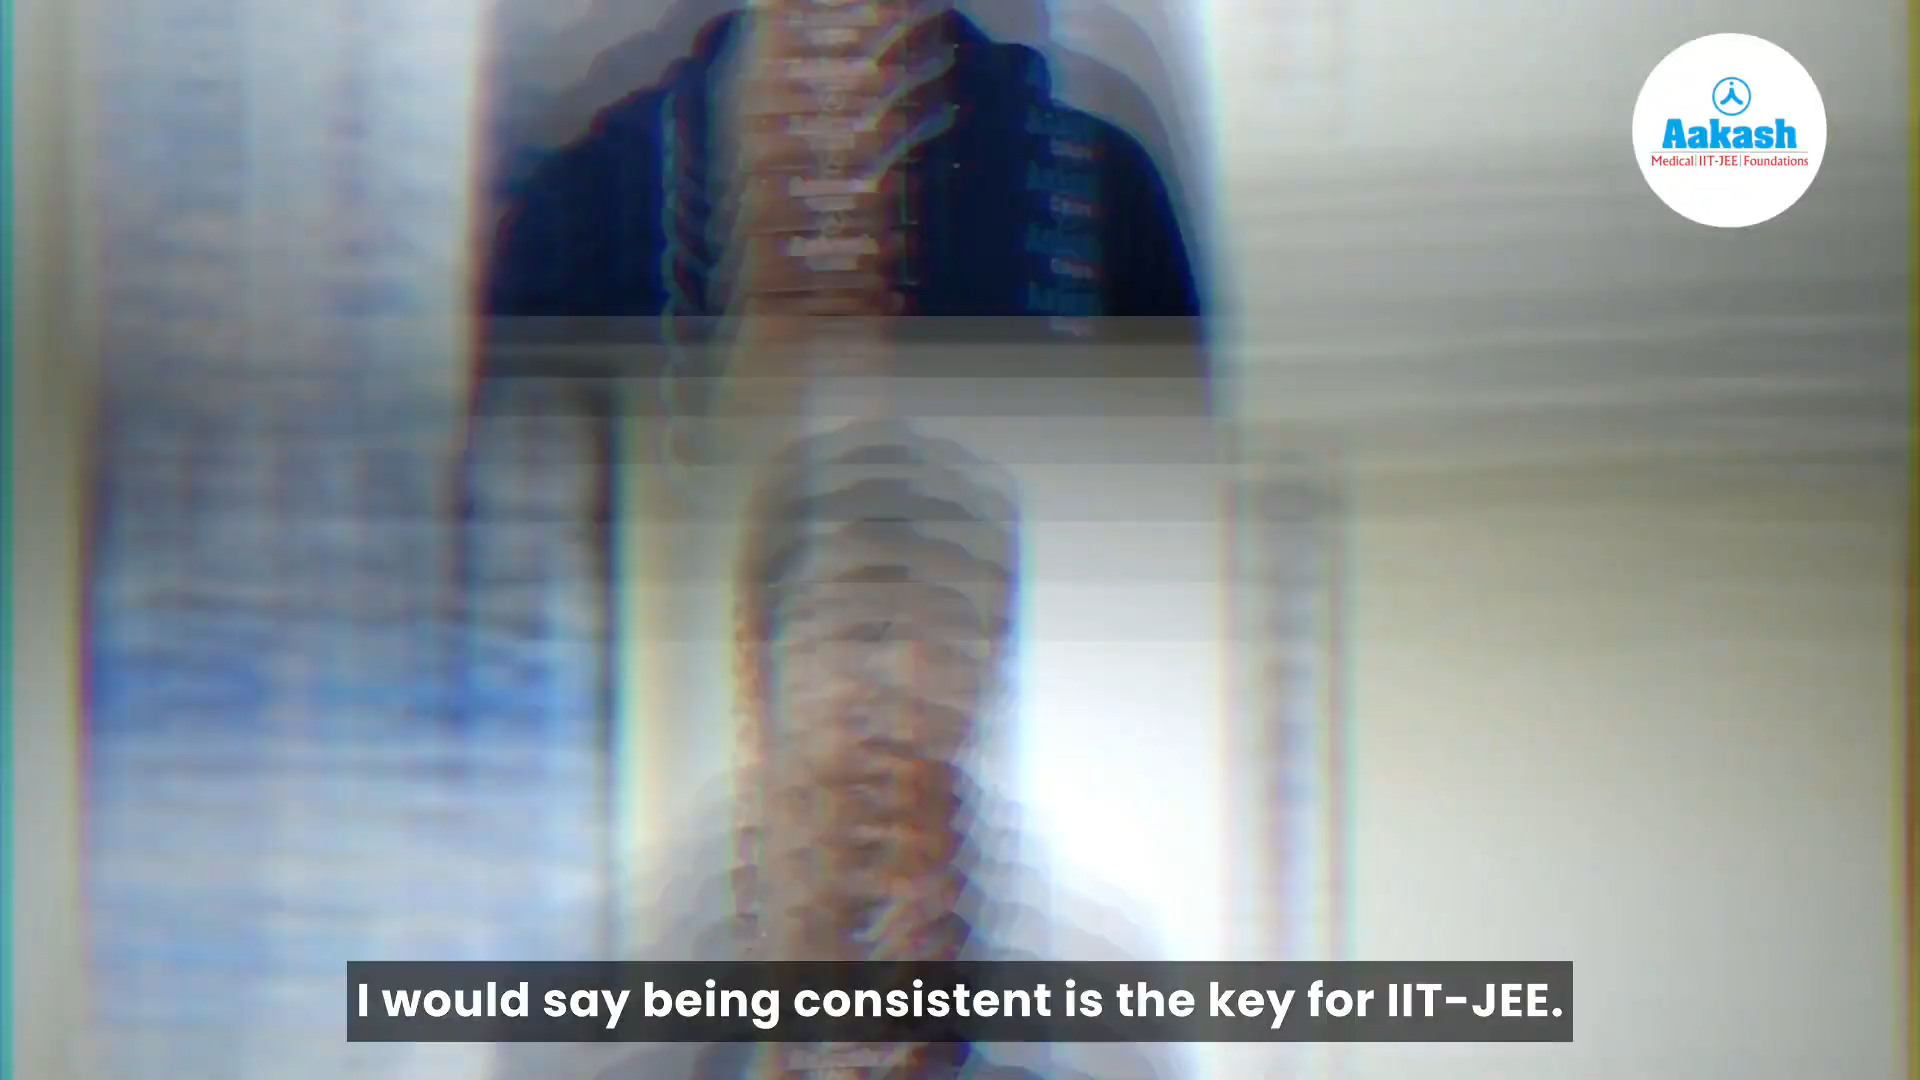 Aakash
Medical|IIT-JEE|Foundations
I would say being consistent is the key for IIT-JEE.